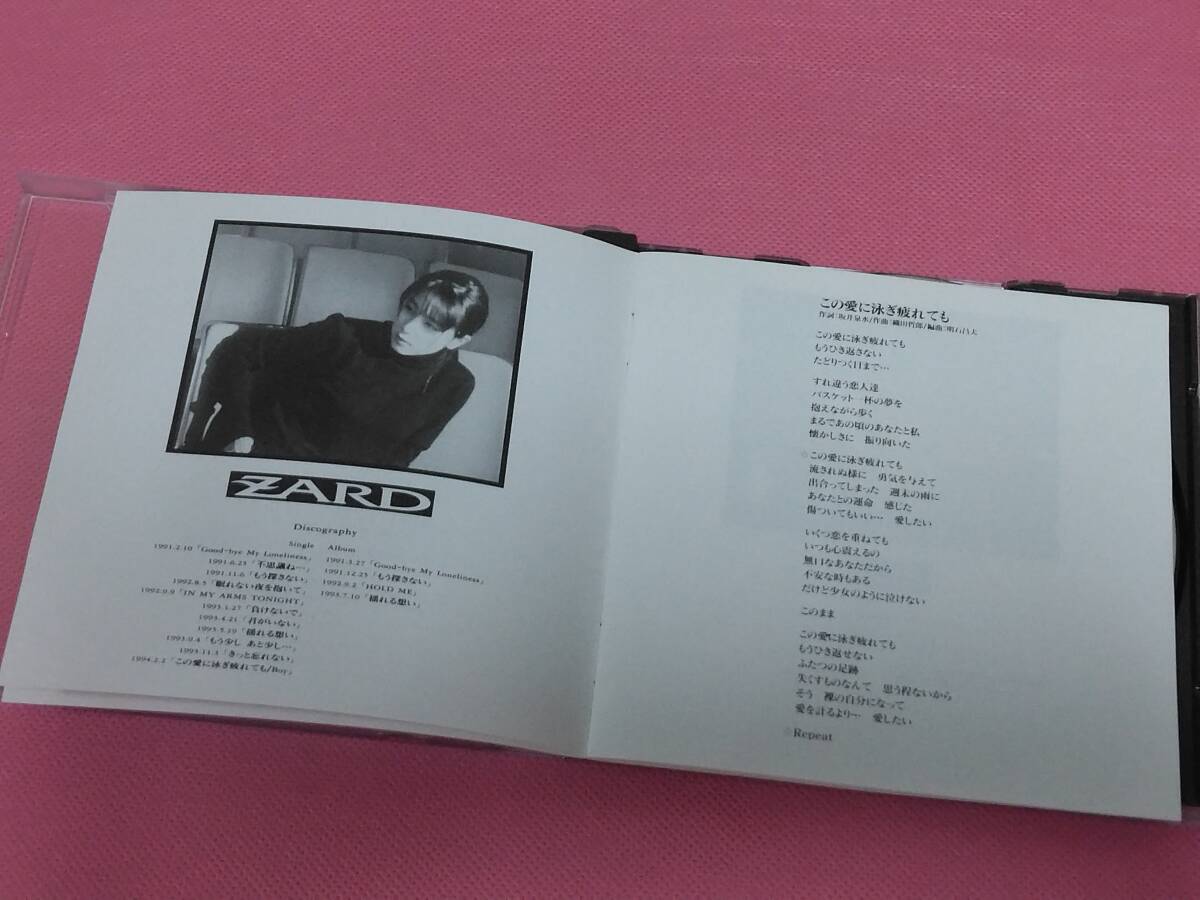 ZARD
Discography
Single
1991.2.10「Good-bye My Loneliness」
1991.6.25「不思議ね…」
1991.11.6「もう探さない」
1992.8.5「眠れない夜を抱いて」
1992.9.9「IN MY ARMS TONIGHT」
1993.1.27「負けないで」
1993.4.21「君がいない」
1993.5.19「揺れる想い」
1993.9.4「もう少し あと少し…」
1993.11.3「きっと忘れない」
1994.2.2「この愛に泳ぎ疲れても/Boy」
Album
1991.3.27「Good-bye My Loneliness」
1991.12.25「もう探さない」
1992.9.2「HOLD ME」
1993.7.10「揺れる想い」
この愛に泳ぎ疲れても
作詞:坂井泉水/作曲:織田哲郎/編曲:明石昌夫
この愛に泳ぎ疲れても
もうひき返さない
たどりつく日まで…
すれ違う恋人達
バスケット一杯の夢を
抱えながら歩く
まるであの頃のあなたと私
懐かしさに 振り向いた
※この愛に泳ぎ疲れても
流されぬ様に 勇気を与えて
出合ってしまった 週末の雨に
あなたとの運命 感じた
傷ついてもいい… 愛したい
いくつ恋を重ねても
いつも心震えるの
無口なあなただから
不安な時もある
だけど少女のように泣けない
このまま
この愛に泳ぎ疲れても
もうひき返せない
ふたつの足跡
失くすものなんて 思う程ないから
そう 裸の自分になって
愛を計るより… 愛したい
※Repeat